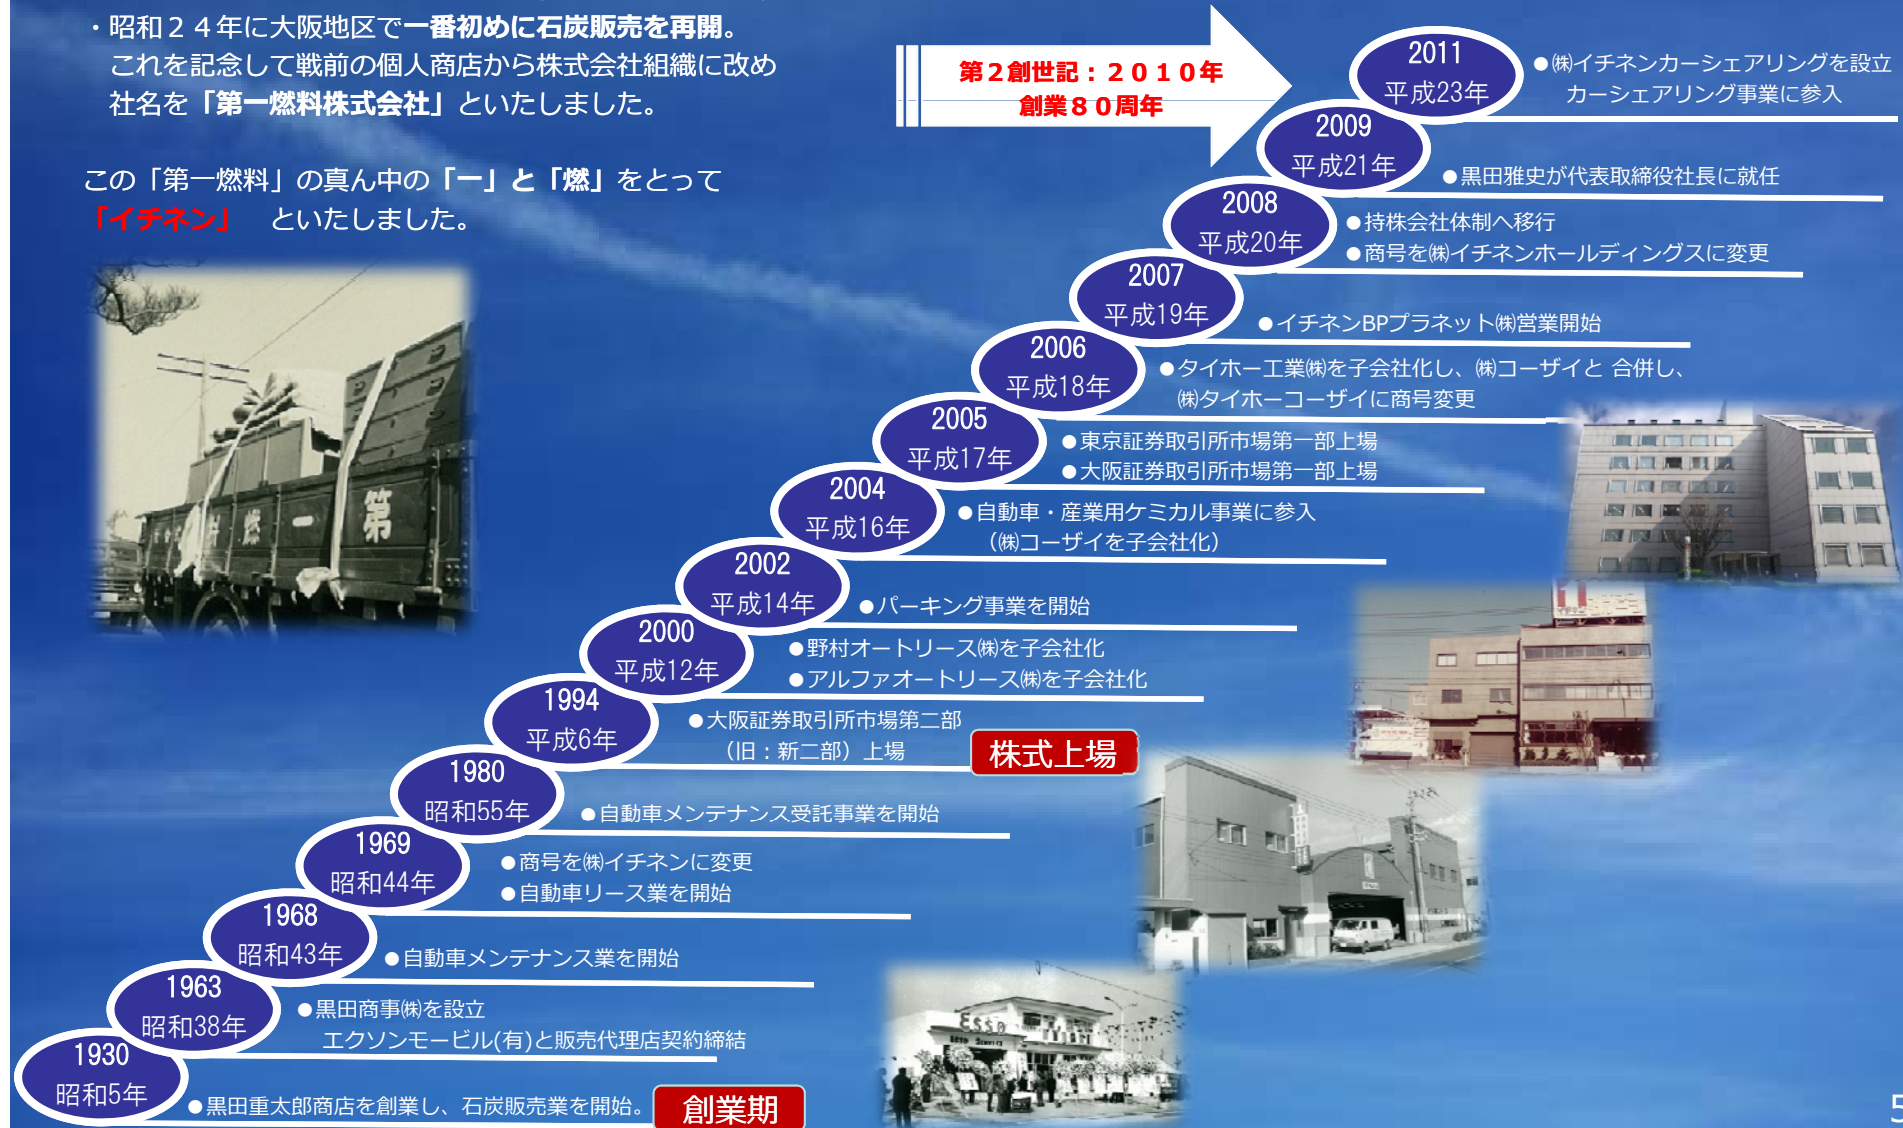 ・昭和２４年に大阪地区で一番初めに石炭販売を再開。
これを記念して戦前の個人商店から株式会社組織に改め
社名を「第一燃料株式会社」といたしました。
この「第一燃料」の真ん中の「一」と「燃」をとって
「イチネン」　といたしました。
第２創世記：２０１０年
創業８０周年
2011
平成23年
●㈱イチネンカーシェアリングを設立
カーシェアリング事業に参入
2009
平成21年
●黒田雅史が代表取締役社長に就任
2008
平成20年
●持株会社体制へ移行
●商号を㈱イチネンホールディングスに変更
2007
平成19年
●イチネンBPプラネット㈱営業開始
2006
平成18年
●タイホー工業㈱を子会社化し、㈱コーザイと 合併し、
㈱タイホーコーザイに商号変更
2005
平成17年
●東京証券取引所市場第一部上場
●大阪証券取引所市場第一部上場
2004
平成16年
●自動車・産業用ケミカル事業に参入
（㈱コーザイを子会社化）
2002
平成14年
●パーキング事業を開始
2000
平成12年
●野村オートリース㈱を子会社化
●アルファオートリース㈱を子会社化
1994
平成6年
●大阪証券取引所市場第二部
（旧：新二部）上場
株式上場
1980
昭和55年
●自動車メンテナンス受託事業を開始
1969
昭和44年
●商号を㈱イチネンに変更
●自動車リース業を開始
1968
昭和43年
●自動車メンテナンス業を開始
1963
昭和38年
●黒田商事㈱を設立
エクソンモービル(有)と販売代理店契約締結
1930
昭和5年
●黒田重太郎商店を創業し、石炭販売業を開始。
創業期
料燃一第
ESSO
5